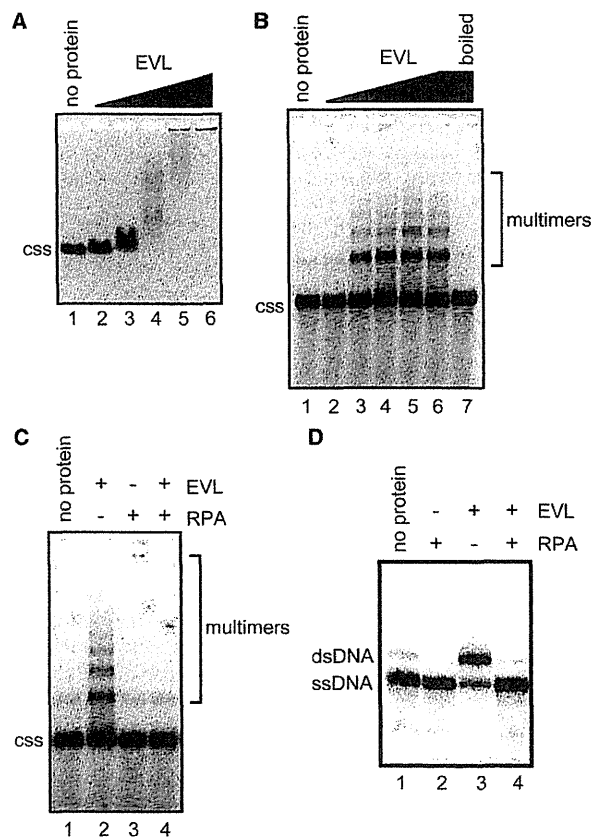 A
no protein
EVL
css
1 2 3 4 5 6
B
no protein
EVL
boiled
multimers
css
1 2 3 4 5 6 7
C
no protein
+ - + EVL
- + + RPA
multimers
css
1 2 3 4
D
no protein
- + + EVL
+ - + RPA
dsDNA
ssDNA
1 2 3 4